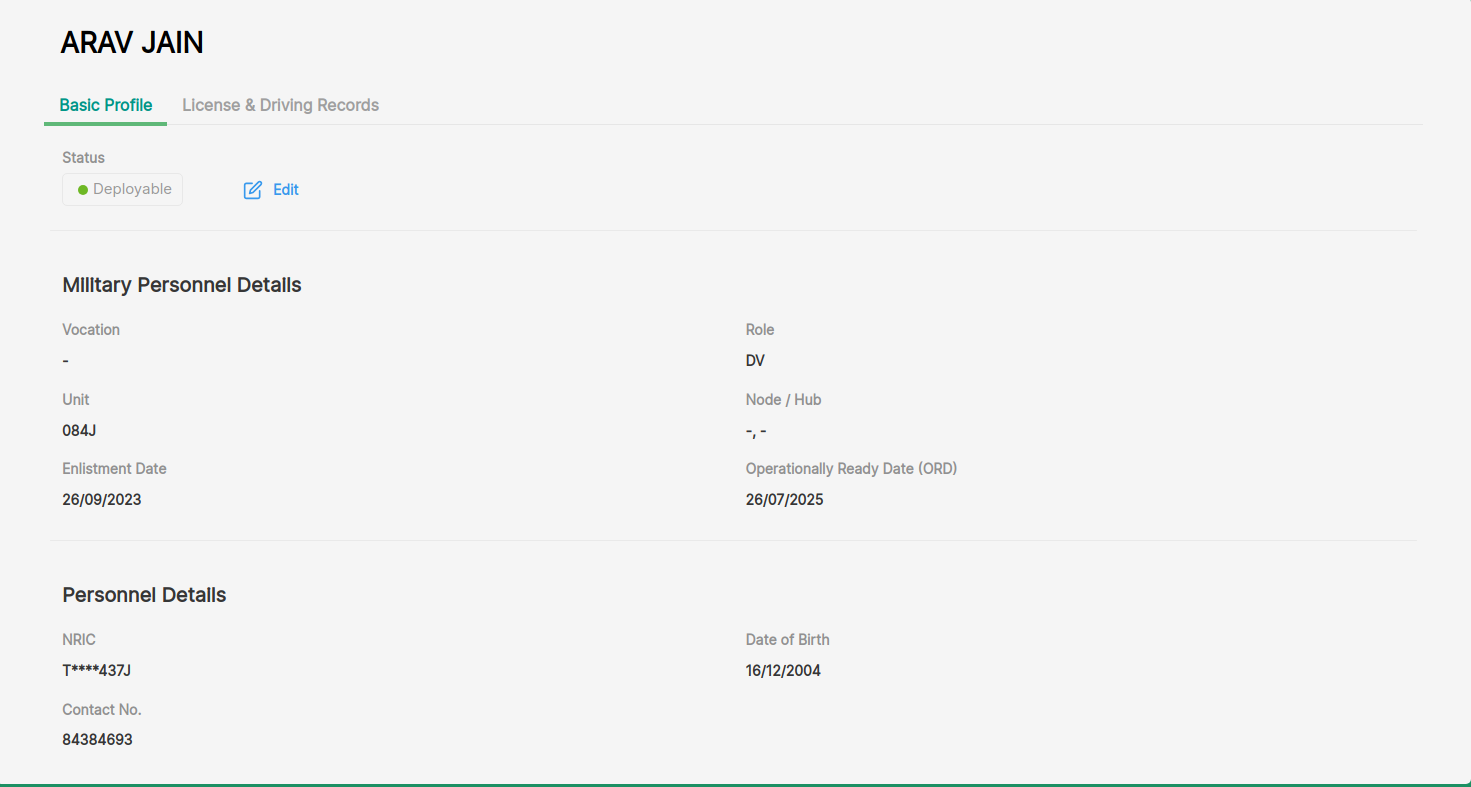 ARAV JAIN
Basic Profile License & Driving Records
Status
Deployable Edit
Military Personnel Details
Vocation Role
- DV
Unit Node / Hub
084J -, -
Enlistment Date Operationally Ready Date (ORD)
26/09/2023 26/07/2025
Personnel Details
NRIC Date of Birth
T****437J 16/12/2004
Contact No.
84384693